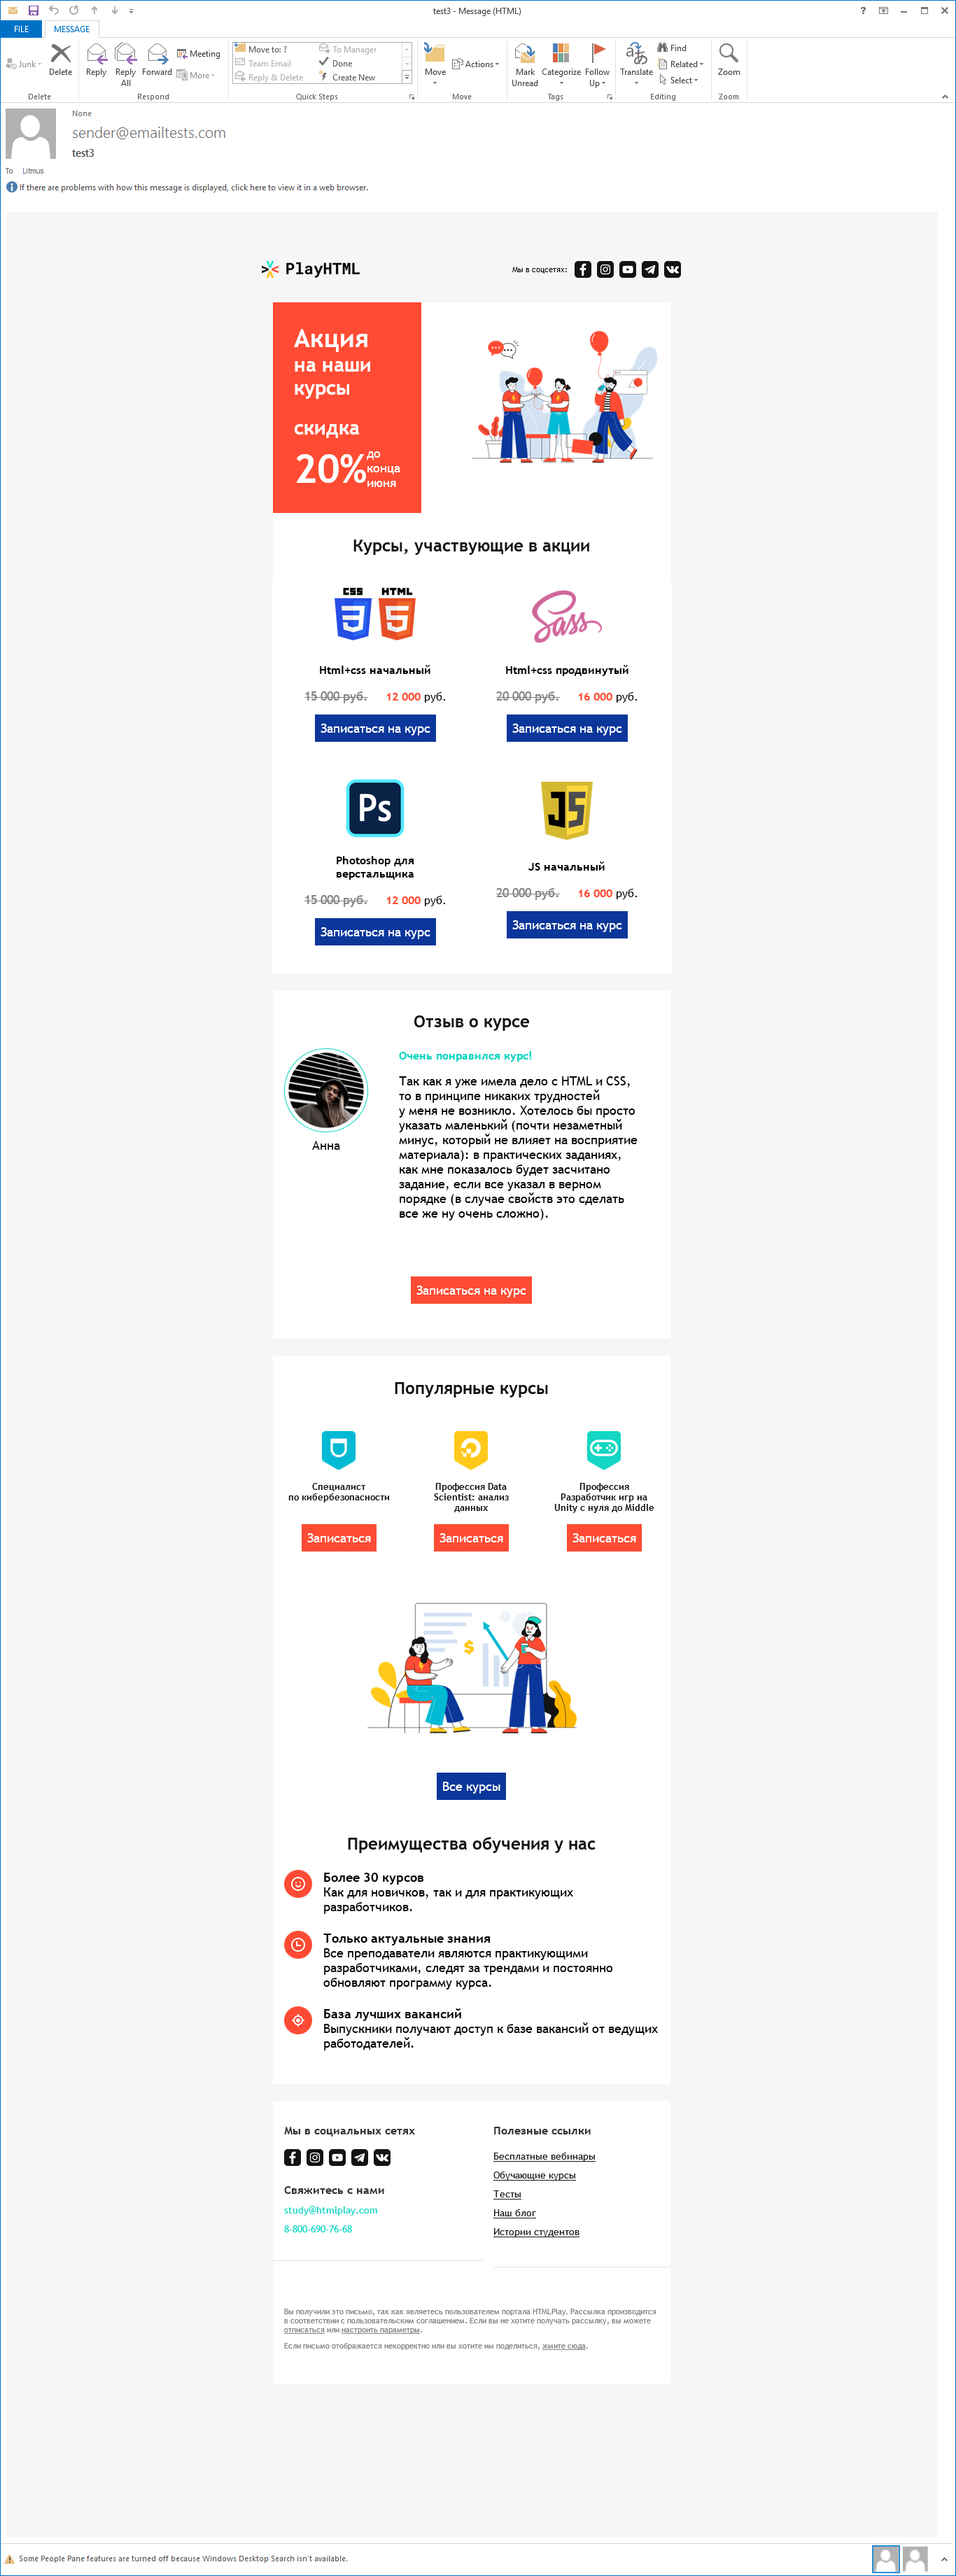 test3 - Message (HTML)
FILE
MESSAGE
Junk
Delete
Reply
Reply All
Forward
Meeting
More
Move to: ?
Team Email
Reply & Delete
To Manager
Done
Create New
Move
Actions
Mark Unread
Categorize
Follow Up
Translate
Find
Related
Select
Zoom
Delete
Respond
Quick Steps
Move
Tags
Editing
Zoom
None
sender@emailtests.com
test3
To Litmus
If there are problems with how this message is displayed, click here to view it in a web browser.
PlayHTML
Мы в соцсетях:
Акция
на наши
курсы
скидка
20%
до
конца
июня
Курсы, участвующие в акции
CSS HTML
Sass
Html+css начальный
Html+css продвинутый
15 000 руб. 12 000 руб.
20 000 руб. 16 000 руб.
Записаться на курс
Записаться на курс
Ps
JS
Photoshop для
верстальщика
JS начальный
15 000 руб. 12 000 руб.
20 000 руб. 16 000 руб.
Записаться на курс
Записаться на курс
Отзыв о курсе
Анна
Очень понравился курс!
Так как я уже имела дело с HTML и CSS,
то в принципе никаких трудностей
у меня не возникло. Хотелось бы просто
указать маленький (почти незаметный
минус, который не влияет на восприятие
материала): в практических заданиях,
как мне показалось будет засчитано
задание, если все указал в верном
порядке (в случае свойств это сделать
все же ну очень сложно).
Записаться на курс
Популярные курсы
Специалист
по кибербезопасности
Профессия Data
Scientist: анализ
данных
Профессия
Разработчик игр на
Unity с нуля до Middle
Записаться
Записаться
Записаться
$
Все курсы
Преимущества обучения у нас
Более 30 курсов
Как для новичков, так и для практикующих
разработчиков.
Только актуальные знания
Все преподаватели являются практикующими
разработчиками, следят за трендами и постоянно
обновляют программу курса.
База лучших вакансий
Выпускники получают доступ к базе вакансий от ведущих
работодателей.
Мы в социальных сетях
Свяжитесь с нами
study@htmlplay.com
8-800-690-76-68
Полезные ссылки
Бесплатные вебинары
Обучающие курсы
Тесты
Наш блог
Истории студентов
Вы получили это письмо, так как являетесь пользователем портала HTMLPlay. Рассылка производится
в соответствии с пользовательским соглашением. Если вы не хотите получать рассылку, вы можете
отписаться или настроить параметры.
Если письмо отображается некорректно или вы хотите им поделиться, жмите сюда.
Some People Pane features are turned off because Windows Desktop Search isn't available.